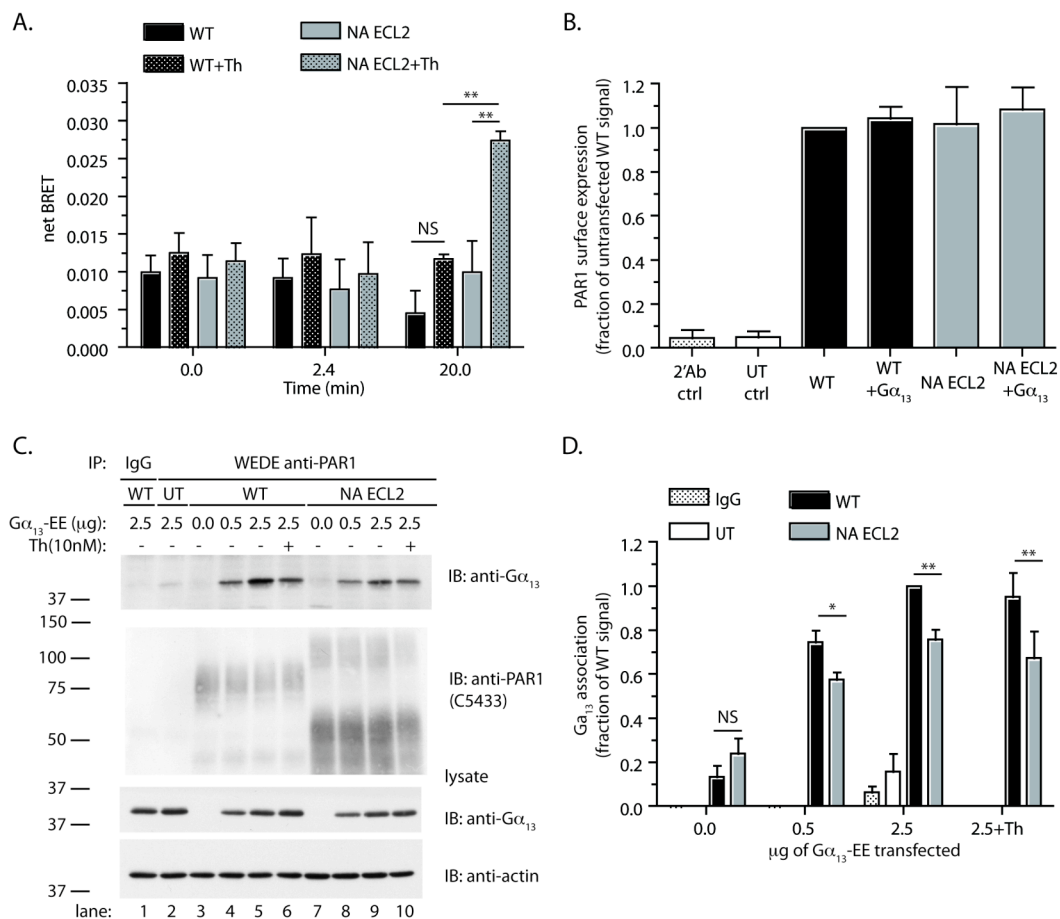 A.
WT
NA ECL2
WT+Th
NA ECL2+Th
net BRET
0.035
0.030
0.025
0.020
0.015
0.010
0.005
0.000
**
**
NS
0.0
2.4
20.0
Time (min)
B.
PAR1 surface expression
(fraction of untransfected WT signal)
1.2
1.0
0.8
0.6
0.4
0.2
0.0
2'Ab
ctrl
UT
ctrl
WT
WT
+Gα13
NA ECL2
NA ECL2
+Gα13
C.
IP: IgG WEDE anti-PAR1
WT UT WT NA ECL2
Gα13-EE (μg): 2.5 2.5 0.0 0.5 2.5 2.5 0.0 0.5 2.5 2.5
Th(10nM): - - - - - + - - - +
IB: anti-Gα13
37
150
100
75
50
37
IB: anti-PAR1
(C5433)
lysate
37
IB: anti-Gα13
37
IB: anti-actin
lane: 1 2 3 4 5 6 7 8 9 10
D.
IgG
WT
UT
NA ECL2
Ga13 association
(fraction of WT signal)
1.2
1.0
0.8
0.6
0.4
0.2
0.0
NS
*
**
**
0.0
0.5
2.5
2.5+Th
μg of Gα13-EE transfected